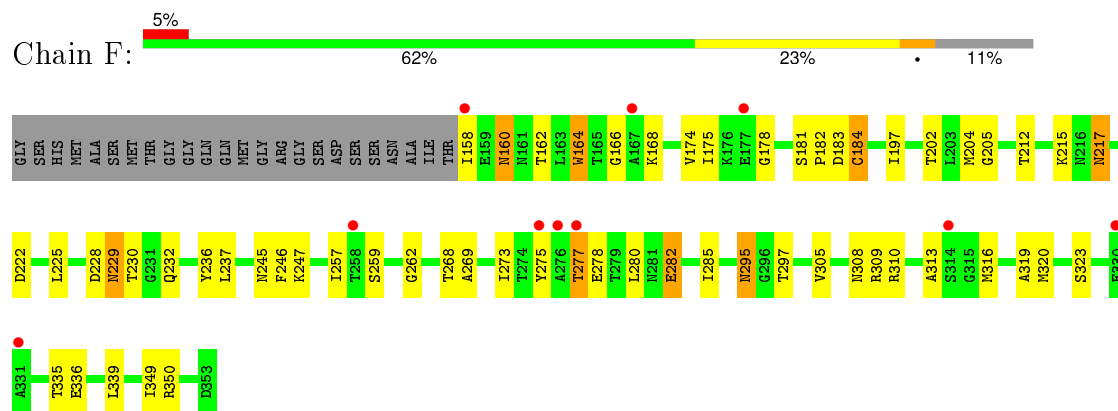 5%
Chain F:
62% 23% • 11%
GLY SER HIS MET ALA SER MET THR GLY GLY GLN GLN MET GLY ARG GLY SER ASP SER SER ASN ALA ILE THR I158 E159 N160 N161 T162 L163 W164 T165 G166 A167 K168 V174 I175 K176 E177 G178 S181 P182 D183 C184 I197 T202 L203 M204 G205 T212 K215 N216 N217
D222 L225 D228 N229 T230 G231 Q232 Y236 L237 N245 F246 K247 I257 T258 S259 G262 T268 A269 I273 T274 Y275 A276 T277 E278 T279 L280 N281 E282 I285 N295 G296 T297 V305 N308 R309 R310 A313 S314 G315 M316 A319 M320 S323
A331 T335 E336 L339 I349 R350 D353